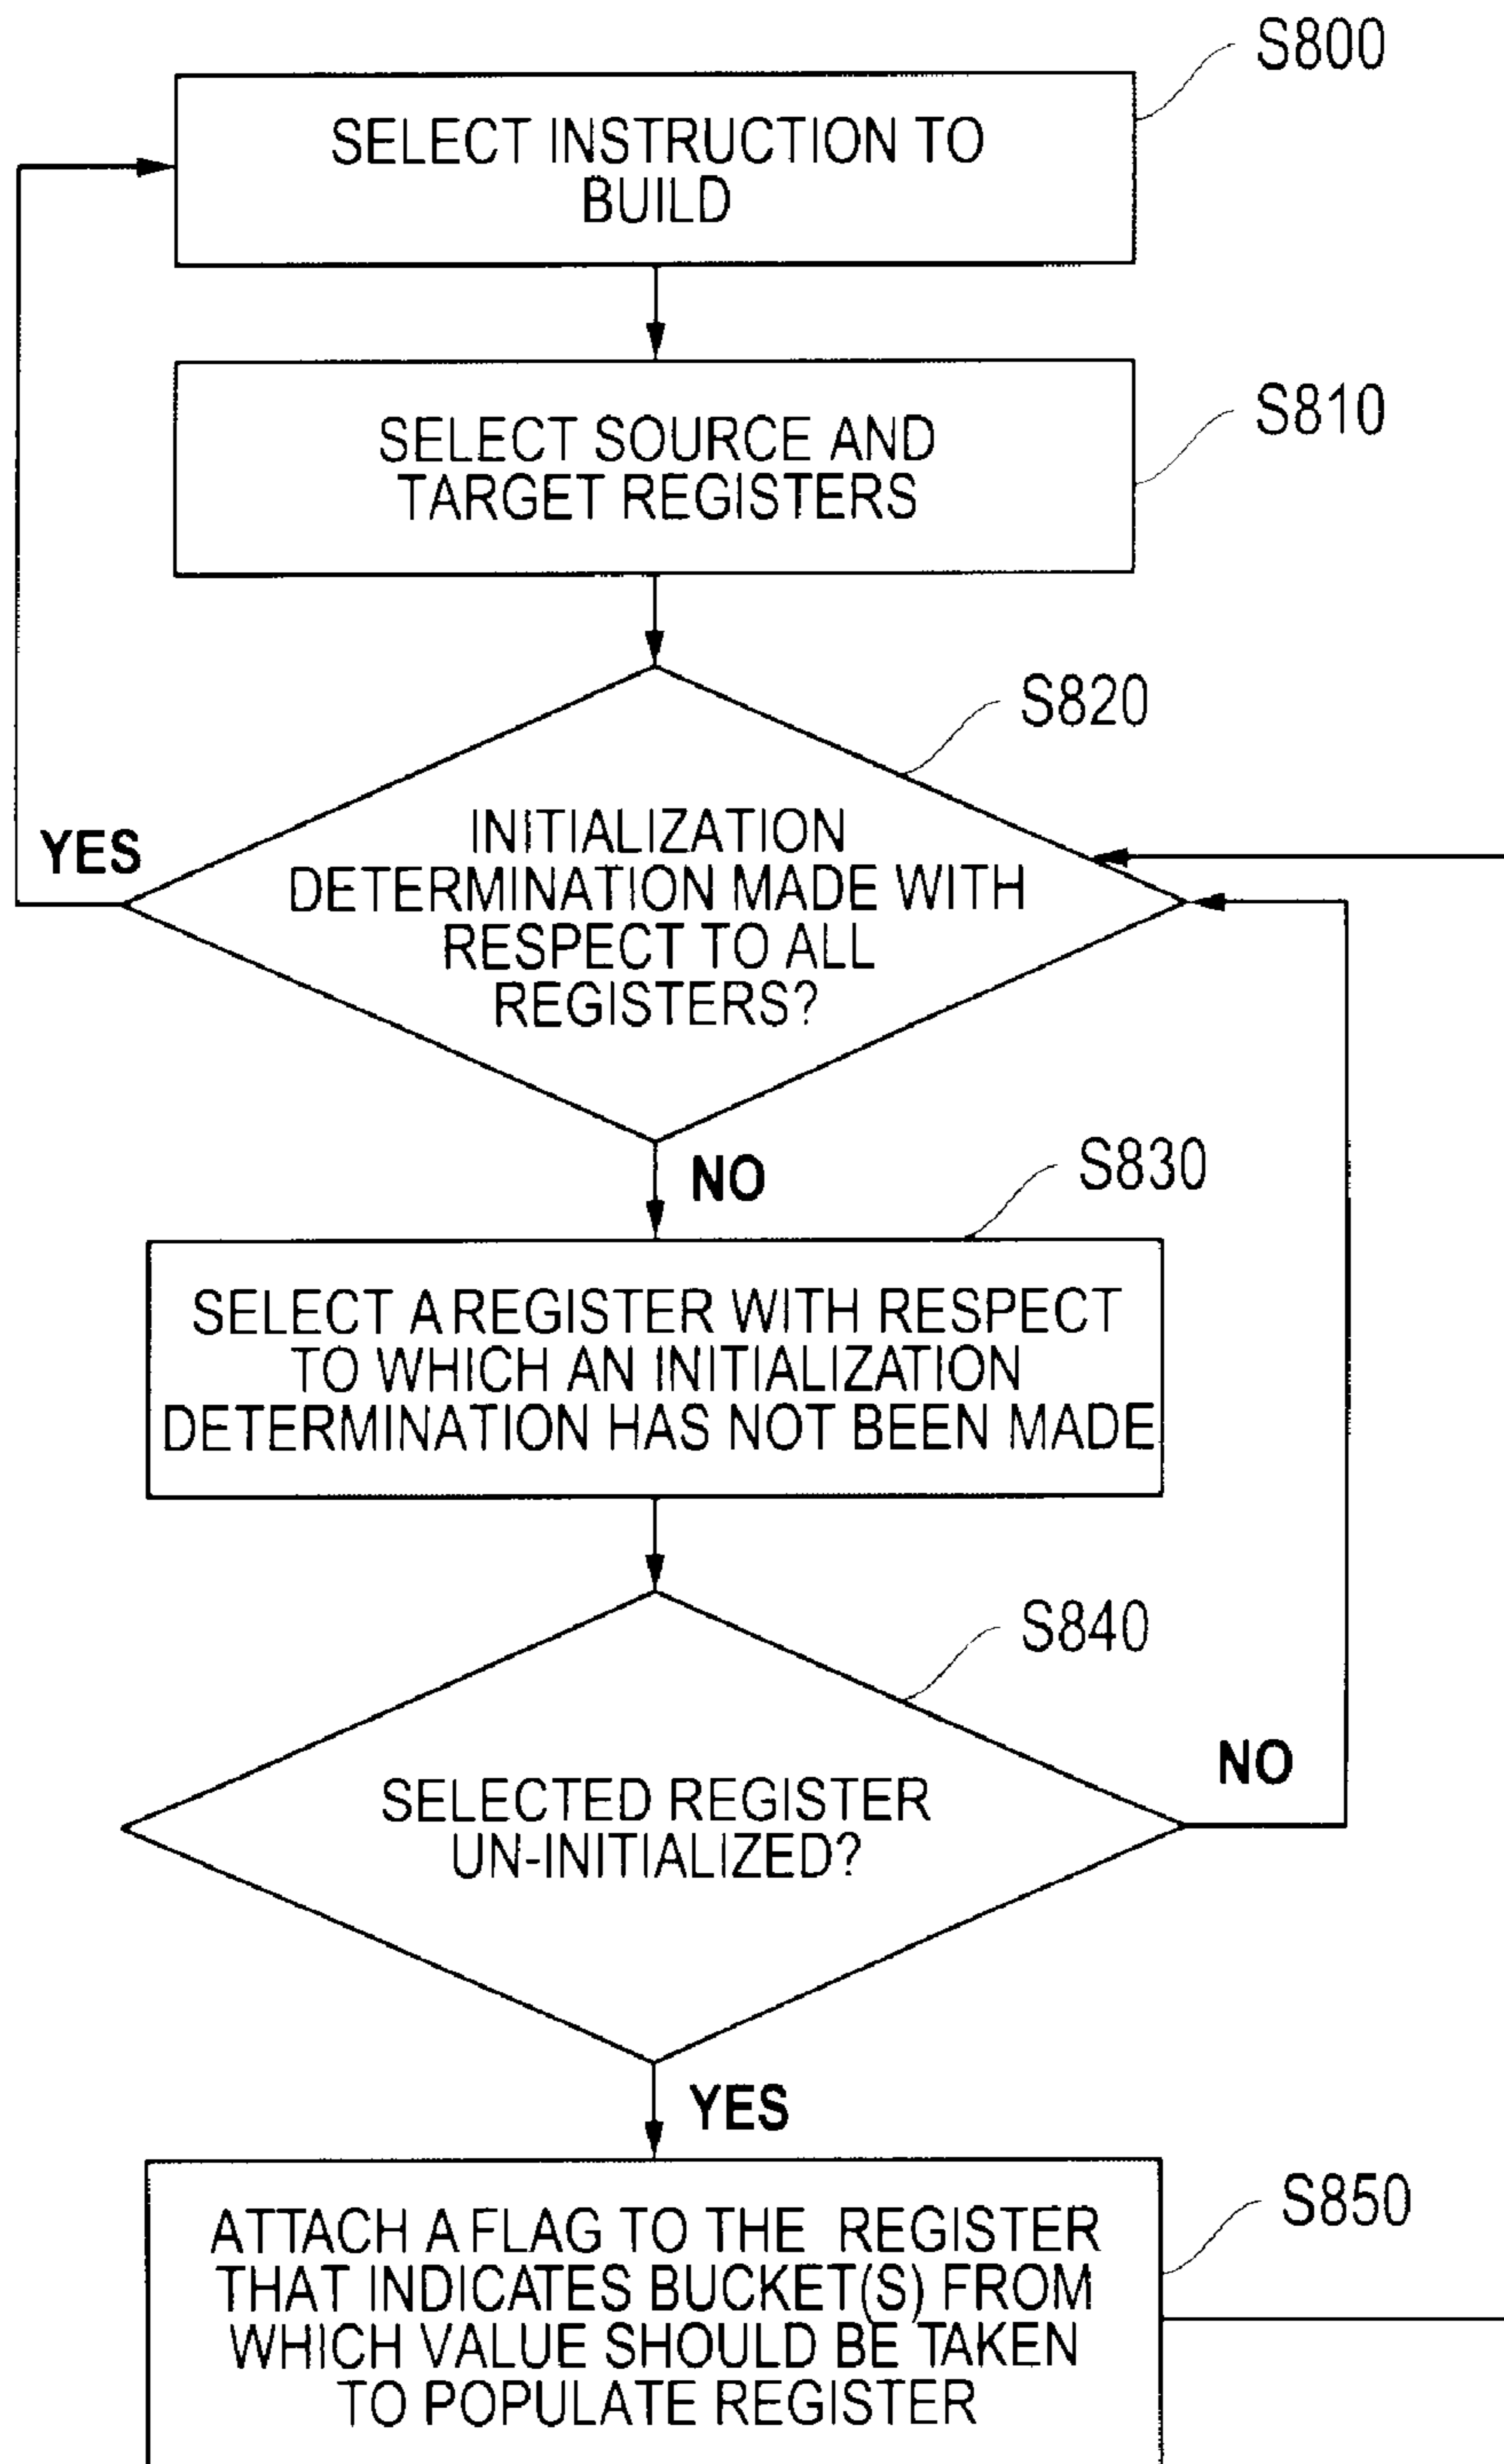 S800
SELECT INSTRUCTION TO
BUILD
S810
SELECT SOURCE AND
TARGET REGISTERS
S820
INITIALIZATION
DETERMINATION MADE WITH
RESPECT TO ALL
REGISTERS?
YES
NO
S830
SELECT A REGISTER WITH RESPECT
TO WHICH AN INITIALIZATION
DETERMINATION HAS NOT BEEN MADE
S840
SELECTED REGISTER
UN-INITIALIZED?
NO
YES
S850
ATTACH A FLAG TO THE REGISTER
THAT INDICATES BUCKET(S) FROM
WHICH VALUE SHOULD BE TAKEN
TO POPULATE REGISTER